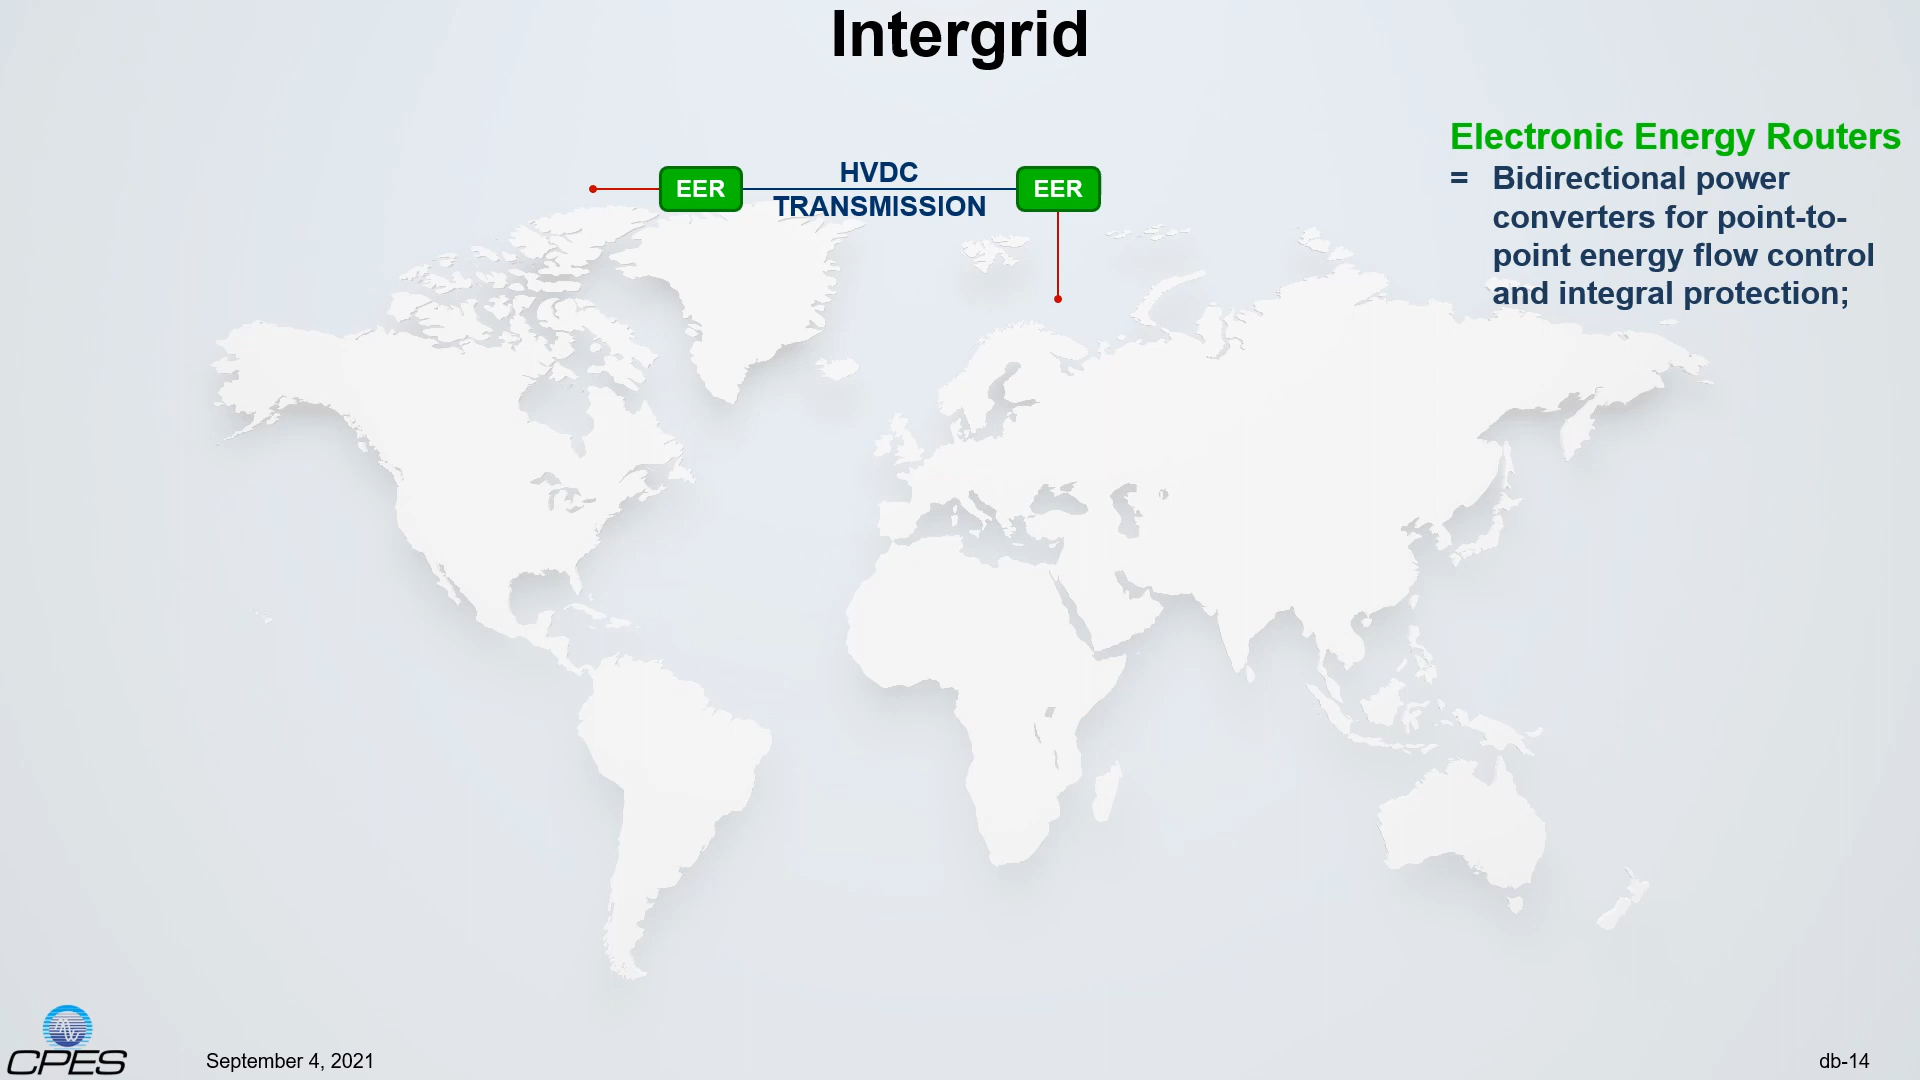 Intergrid
Electronic Energy Routers
= Bidirectional power
converters for point-to-
point energy flow control
and integral protection;
EER
HVDC
TRANSMISSION
EER
CPES
September 4, 2021
db-14